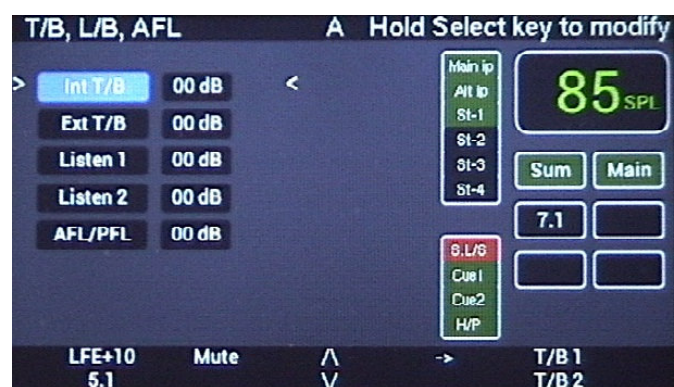 T/B, L/B, AFL A Hold Select key to modify
> Int T/B 00 dB <
Ext T/B 00 dB
Listen 1 00 dB
Listen 2 00 dB
AFL/PFL 00 dB
Main ip
Alt ip
St-1
St-2
St-3
St-4
85 SPL
Sum Main
7.1
S.L/S
Cue1
Cue2
H/P
LFE+10 Mute /\ -> T/B 1
5.1 \/ T/B 2